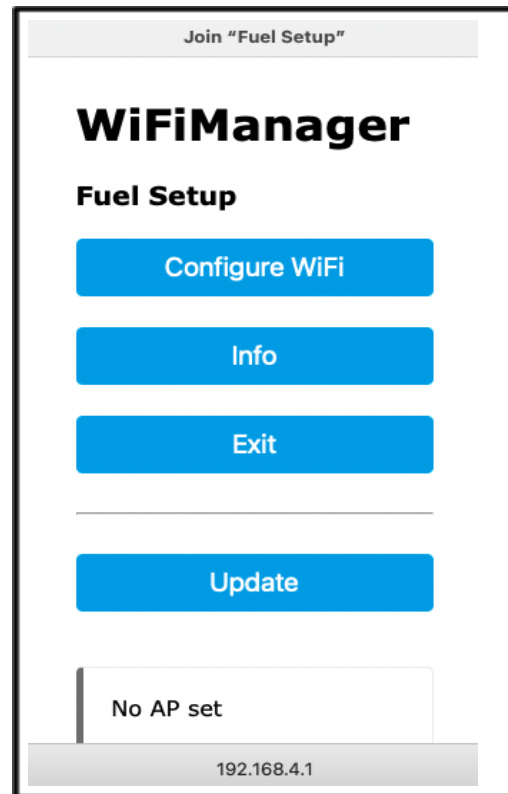 Join “Fuel Setup”
WiFiManager
Fuel Setup
Configure WiFi
Info
Exit
Update
No AP set
192.168.4.1